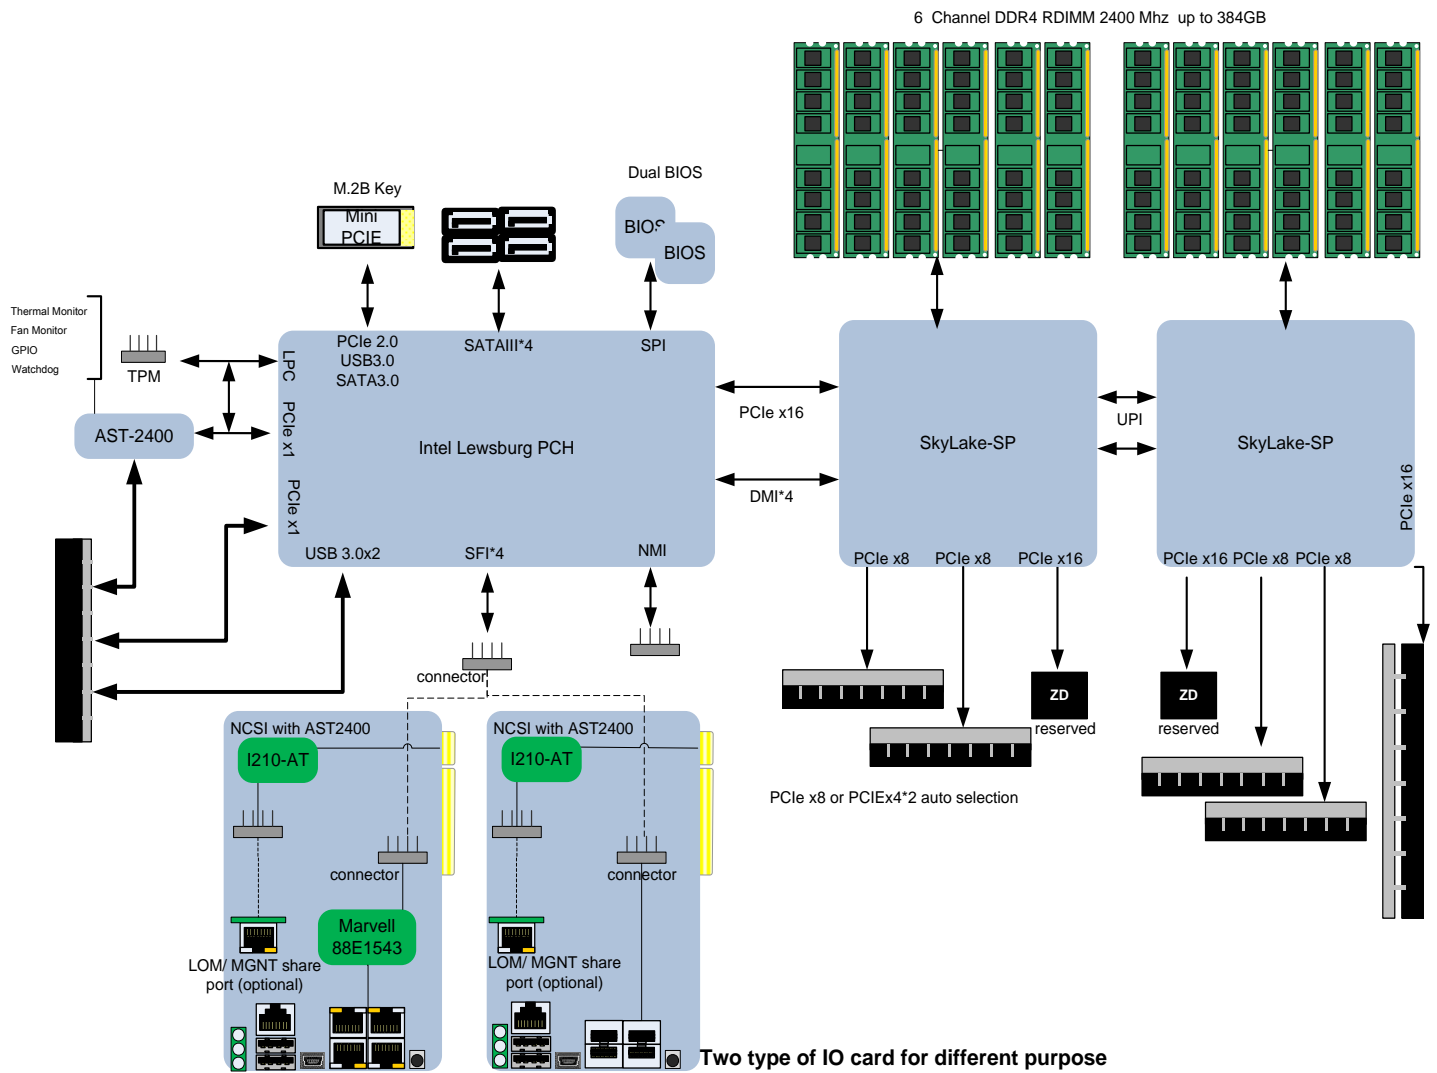 6 Channel DDR4 RDIMM 2400 Mhz up to 384GB
M.2B Key
Mini
PCIE
Dual BIOS
BIOS
BIOS
Thermal Monitor
Fan Monitor
GPIO
Watchdog
TPM
AST-2400
LPC
PCIe x1
PCIe x1
PCIe 2.0
USB3.0
SATA3.0
SATAIII*4
SPI
Intel Lewsburg PCH
USB 3.0x2
SFI*4
NMI
PCIe x16
DMI*4
SkyLake-SP
UPI
SkyLake-SP
PCIe x16
PCIe x8
PCIe x8
PCIe x16
PCIe x16
PCIe x8
PCIe x8
connector
ZD
reserved
ZD
reserved
PCIe x8 or PCIEx4*2 auto selection
NCSI with AST2400
I210-AT
connector
Marvell
88E1543
LOM/ MGNT share
port (optional)
NCSI with AST2400
I210-AT
connector
LOM/ MGNT share
port (optional)
Two type of IO card for different purpose